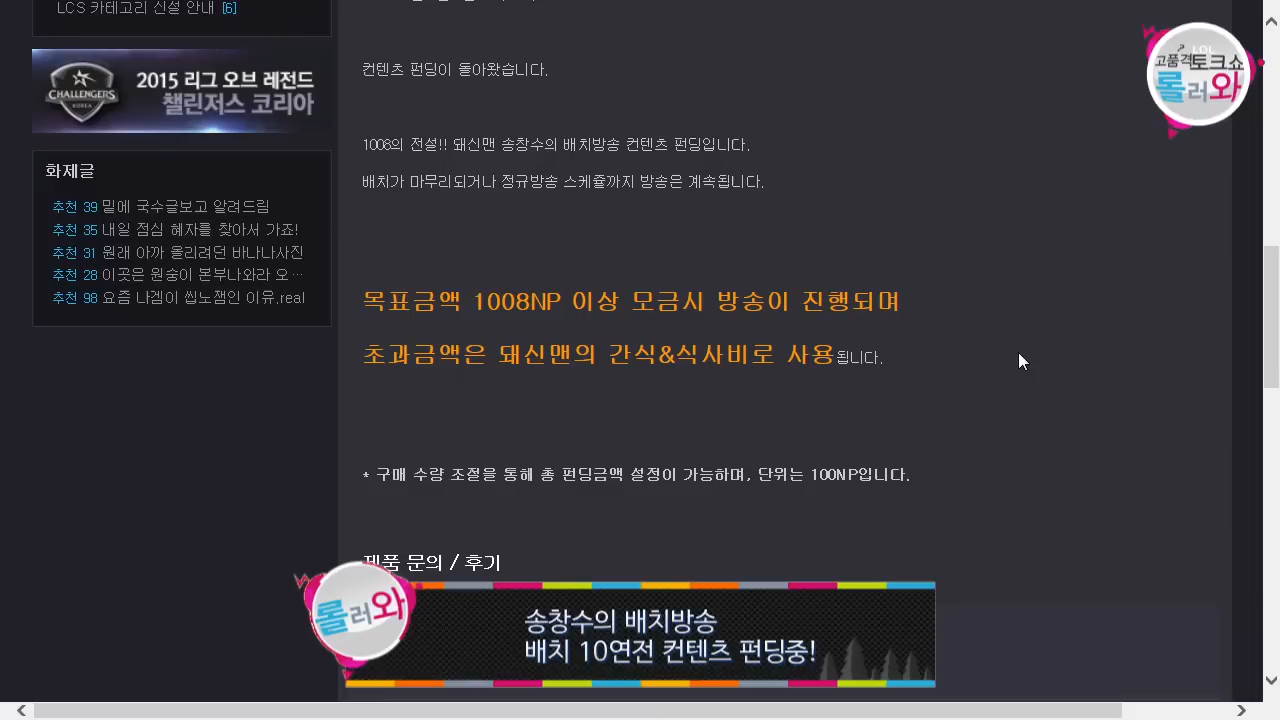 LCS 카테고리 신설 안내 [6]
CHALLENGERS
KOREA
2015 리그 오브 레전드
챌린저스 코리아
화제글
추천 39 밑에 국수글보고 알려드림
추천 35 내일 점심 혜자를 찾아서 가죠!
추천 31 원래 아까 올리려던 바나나사진
추천 28 이곳은 원숭이 본부나와라 오…
추천 98 요즘 나겜이 씹노잼인 이유.real
컨텐츠 펀딩이 돌아왔습니다.
1008의 전설!! 돼신맨 송창수의 배치방송 컨텐츠 펀딩입니다.
배치가 마무리되거나 정규방송 스케쥴까지 방송은 계속됩니다.
목표금액 1008NP 이상 모금시 방송이 진행되며
초과금액은 돼신맨의 간식&식사비로 사용됩니다.
* 구매 수량 조절을 통해 총 펀딩금액 설정이 가능하며, 단위는 100NP입니다.
제품 문의 / 후기
LOL
고품격토크쇼
롤러와
롤러와
송창수의 배치방송
배치 10연전 컨텐츠 펀딩중!